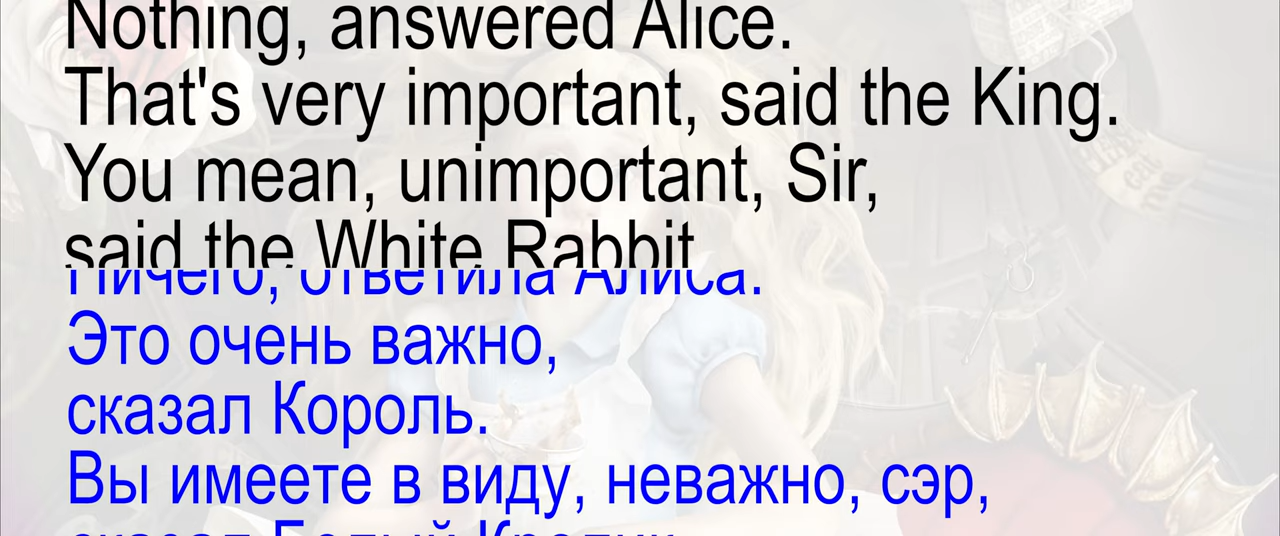 Nothing, answered Alice.
That's very important, said the King.
You mean, unimportant, Sir,
said the White Rabbit
Ничего, ответила Алиса.
Это очень важно,
сказал Король.
Вы имеете в виду, неважно, сэр,
сказал Белый Кролик